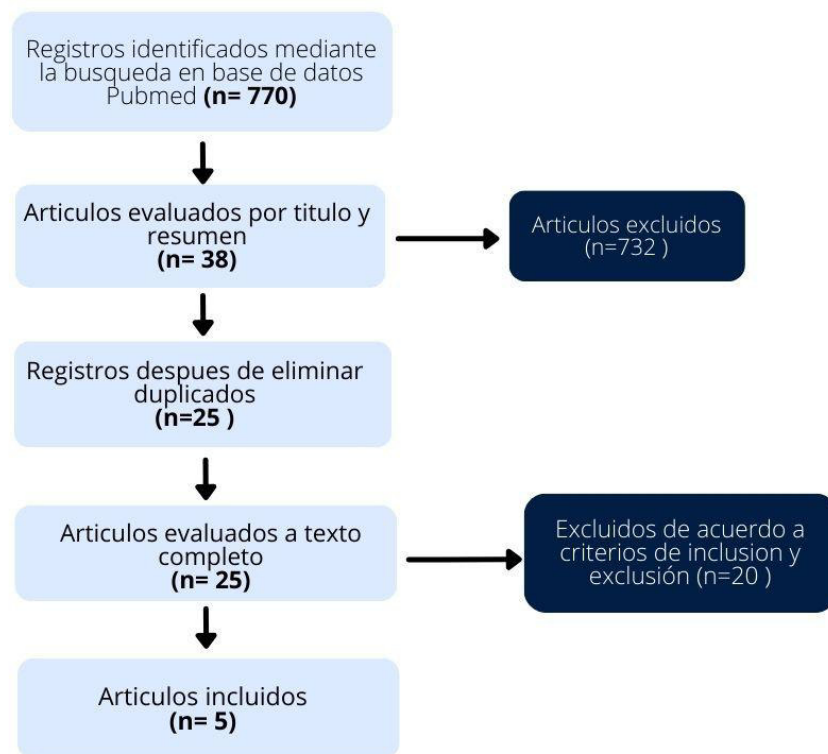 Registros identificados mediante
la busqueda en base de datos
Pubmed (n= 770)
Articulos evaluados por titulo y
resumen
(n= 38)
Articulos excluidos
(n=732 )
Registros despues de eliminar
duplicados
(n=25 )
Articulos evaluados a texto
completo
(n= 25)
Excluidos de acuerdo a
criterios de inclusion y
exclusión (n=20 )
Articulos incluidos
(n= 5)